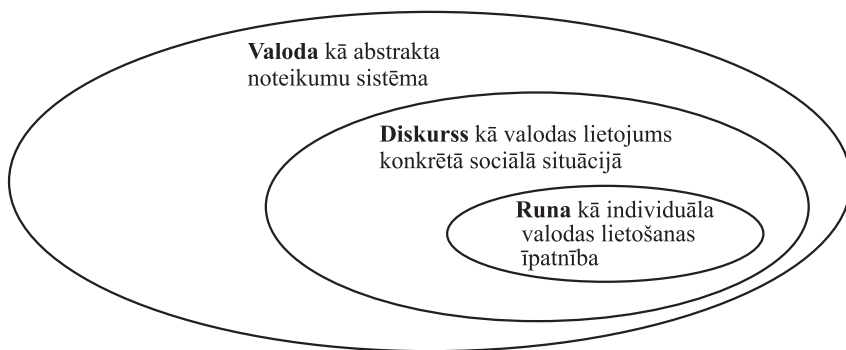 Valoda kā abstrakta
noteikumu sistēma
Diskurss kā valodas lietojums
konkrētā sociālā situācijā
Runa kā individuāla
valodas lietošanas
īpatnība